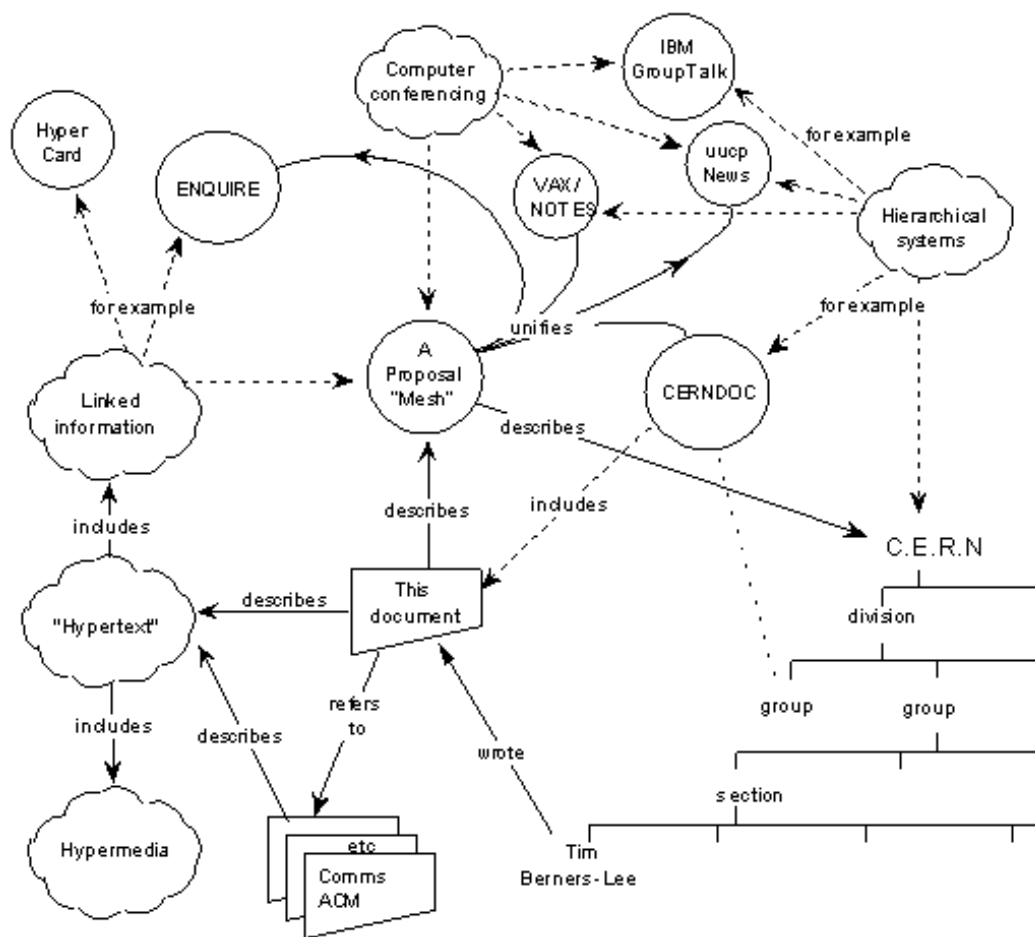 IBM
GroupTalk
Computer
conferencing
Hyper
Card
for example
uucp
News
ENQUIRE
VAX/
NOTES
Hierarchical
systems
for example
for example
unifies
A
Proposal
"Mesh"
CERNDOC
Linked
information
describes
includes
describes
includes
C.E.R.N
This
document
describes
"Hypertext"
division
refers
to
group
group
includes
describes
wrote
section
etc
Hypermedia
Comms
ACM
Tim
Berners-Lee